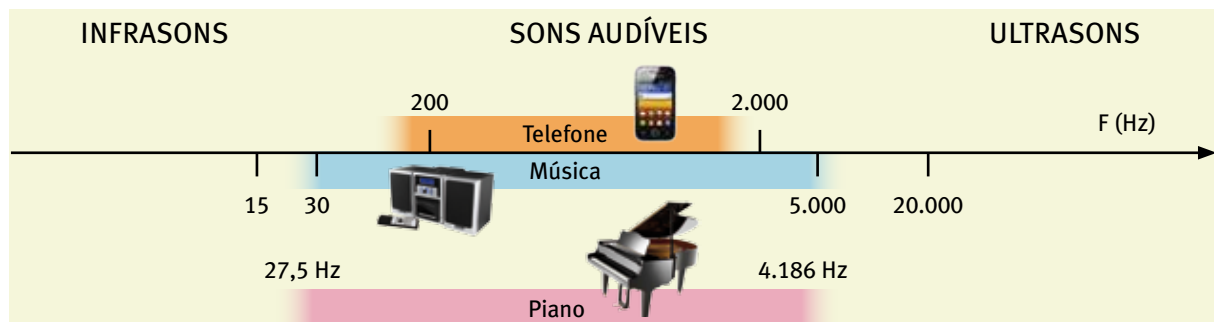 INFRASONS SONS AUDÍVEIS ULTRASONS
200 2.000
Telefone
F (Hz)
Música
15 30 5.000 20.000
27,5 Hz 4.186 Hz
Piano